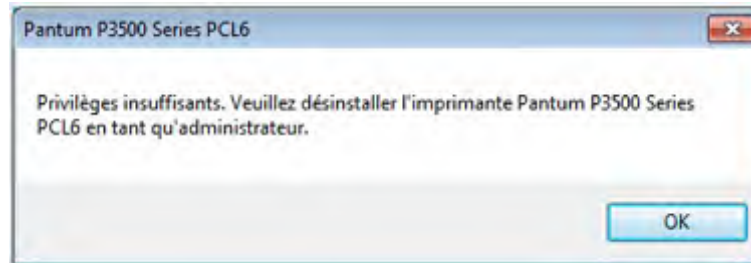 Pantum P3500 Series PCL6
Privilèges insuffisants. Veuillez désinstaller l'imprimante Pantum P3500 Series
PCL6 en tant qu'administrateur.
OK